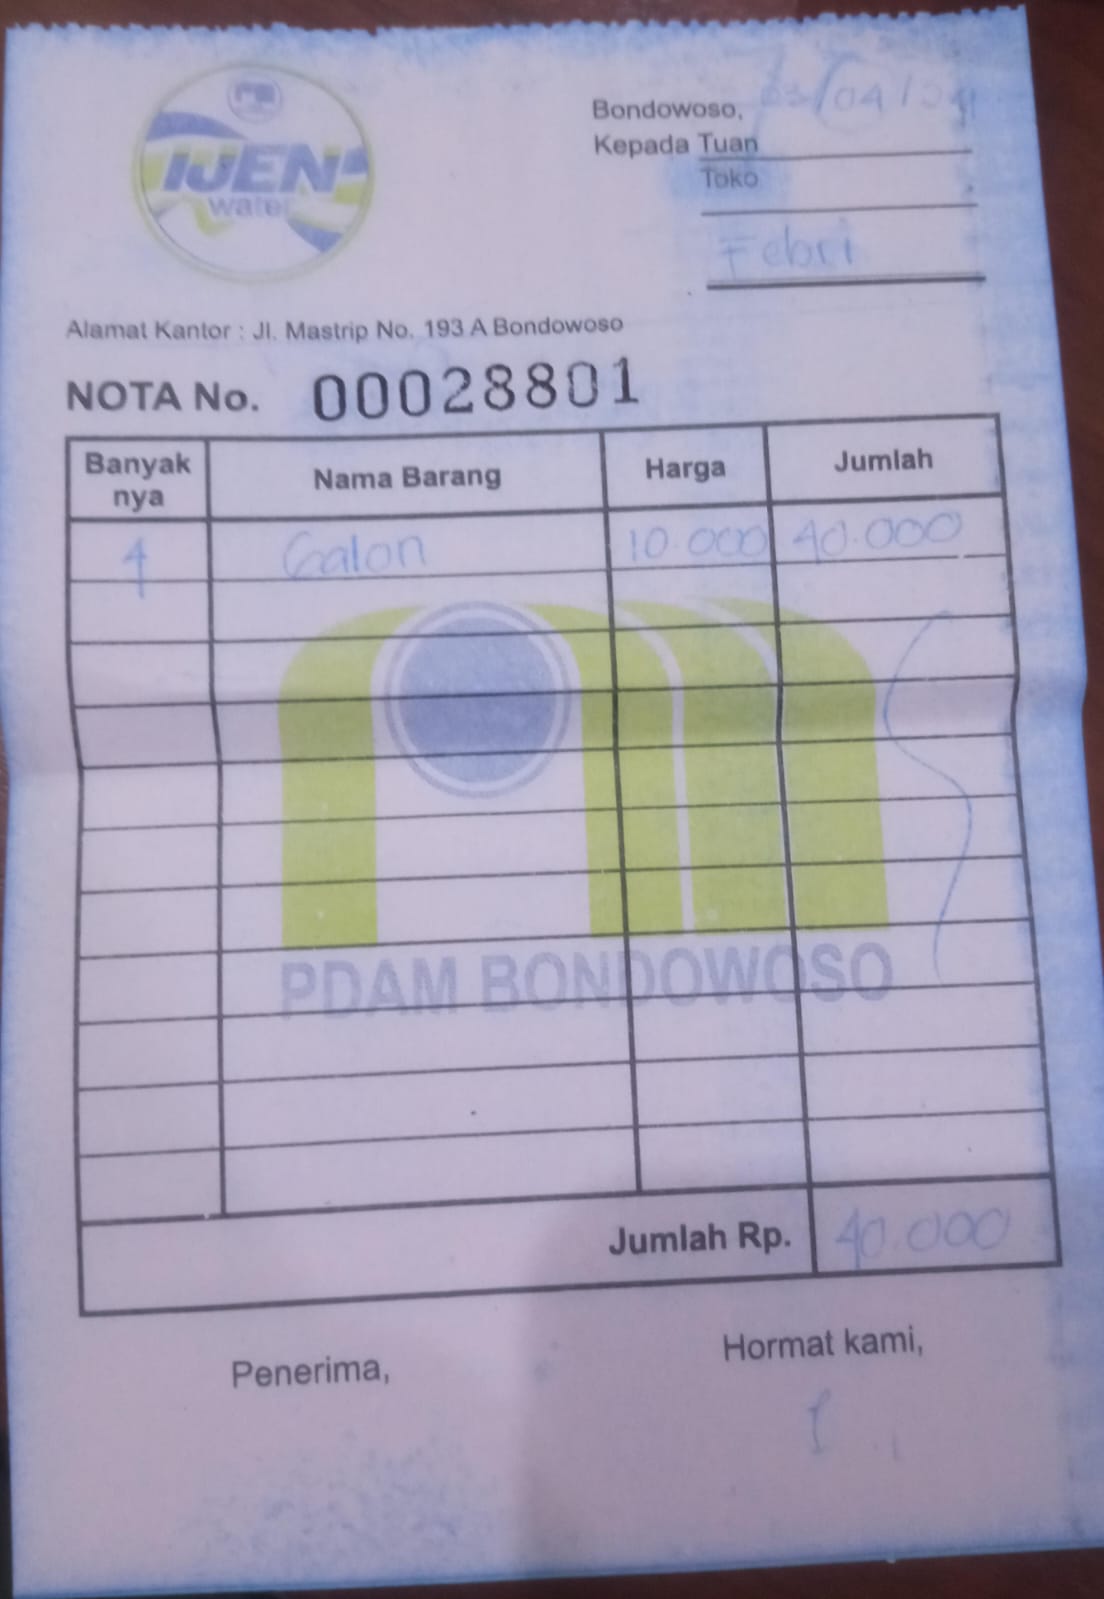 IJEN
water
Bondowoso, /04/
Kepada Tuan
Toko
Febri
Alamat Kantor : Jl. Mastrip No. 193 A Bondowoso
NOTA No. 00028801
Banyak nya Nama Barang Harga Jumlah
4 Galon 10.000 40.000
PDAM BONDOWOSO
Jumlah Rp. 40.000
Penerima, Hormat kami,